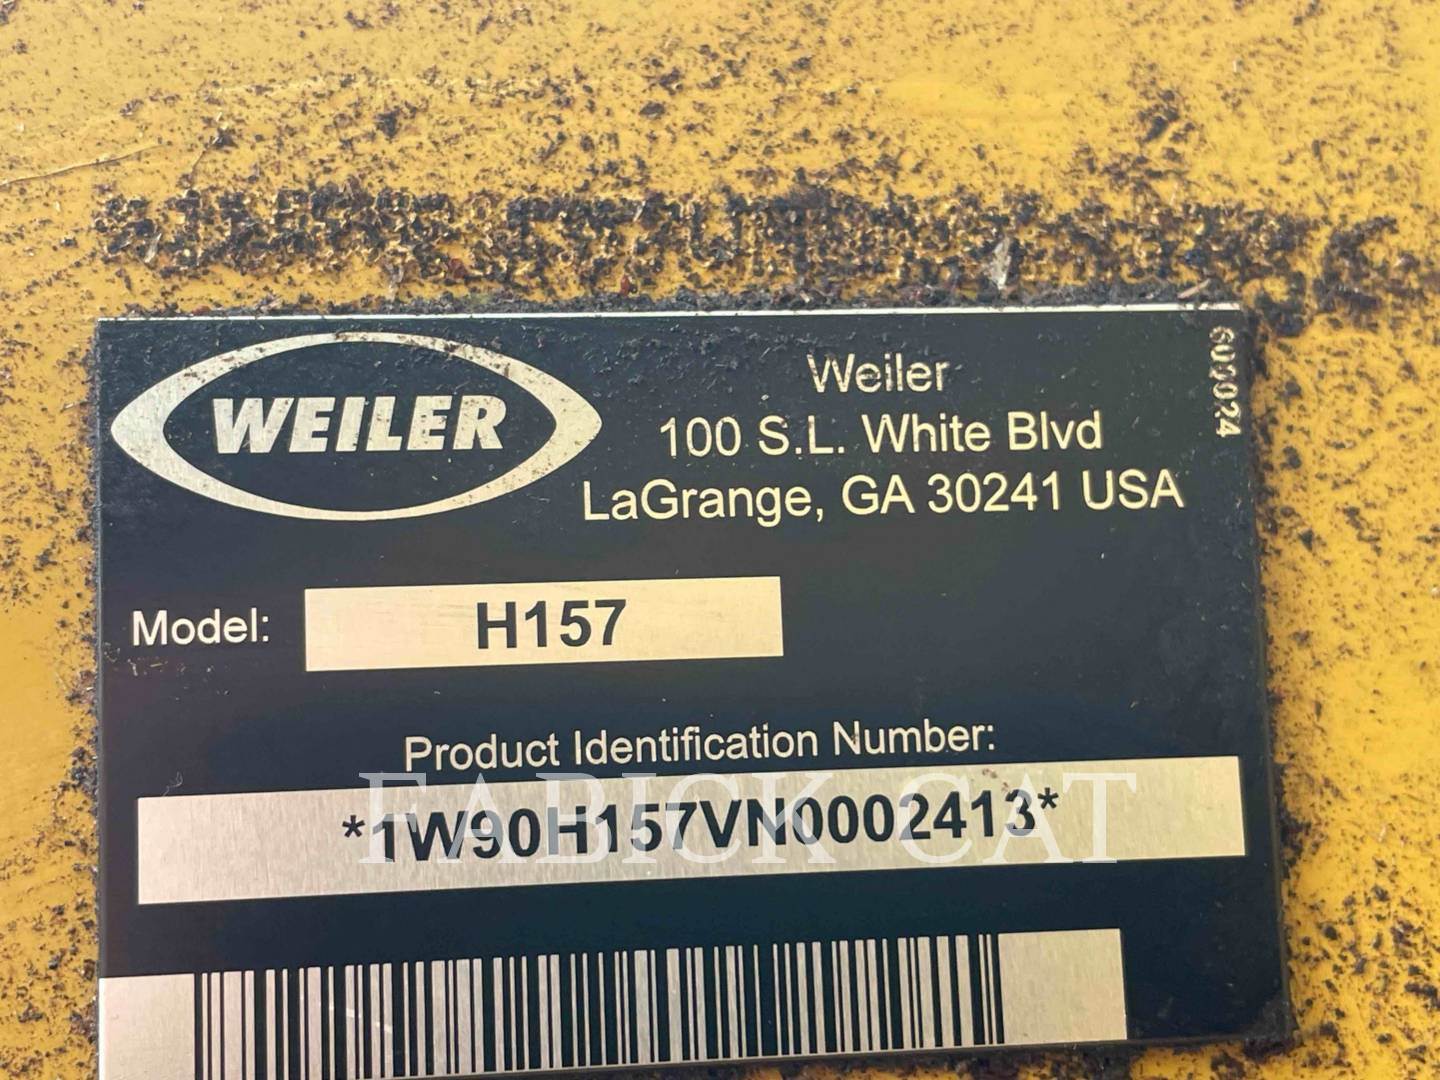 WEILER
Weiler
100 S.L. White Blvd
LaGrange, GA 30241 USA
600024
Model: H157
Product Identification Number:
*1W90H157VN0002413*
FABICK CAT